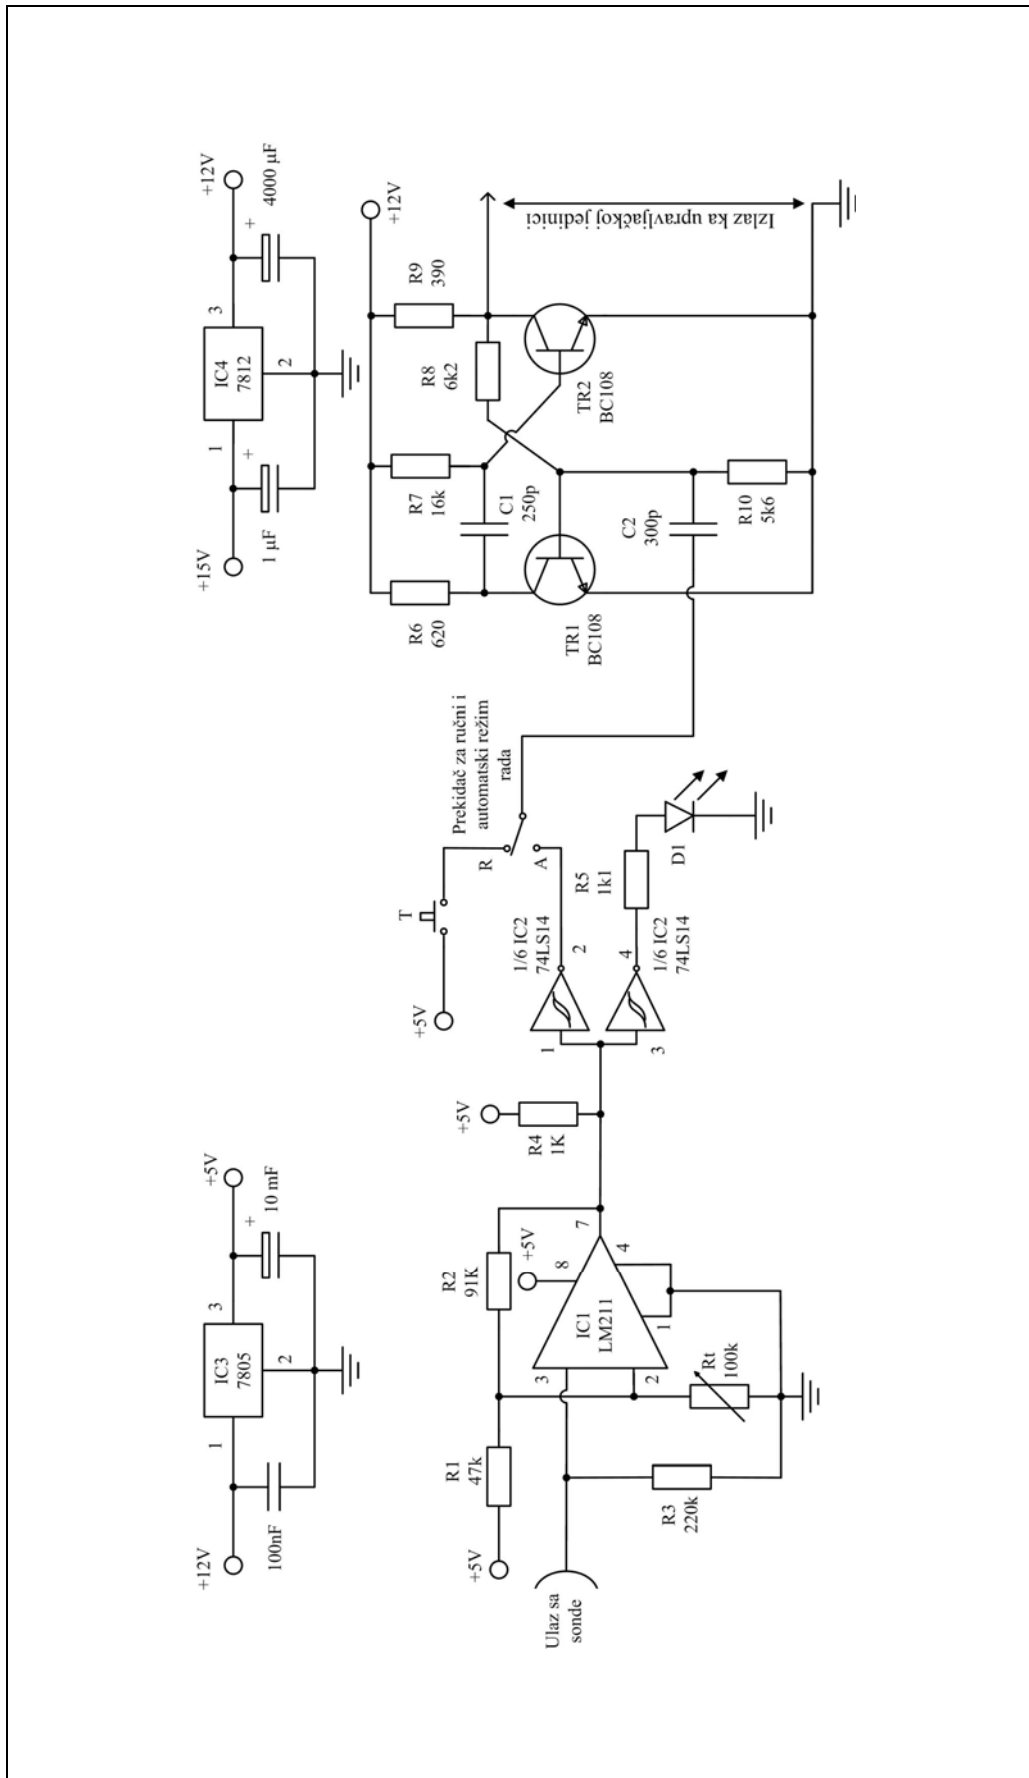 +12V
1
IC3
7805
3
+5V
2
100nF
+
10 mF
+15V
1
IC4
7812
3
+12V
2
1 µF
+
+
4000 µF
+5V
R1
47k
R2
91K
+5V
8
3
2
IC1
LM211
7
4
1
Ulaz sa
sonde
R3
220k
Rt
100k
+5V
R4
1K
1
3
1/6 IC2
74LS14
2
4
1/6 IC2
74LS14
+5V
T
R
A
Prekidač za ručni i
automatski režim
rada
R5
1k1
D1
R6
620
R7
16k
R8
6k2
R9
390
+12V
C1
250p
TR1
BC108
TR2
BC108
C2
300p
R10
5k6
Izlaz ka upravljačkoj jedinici